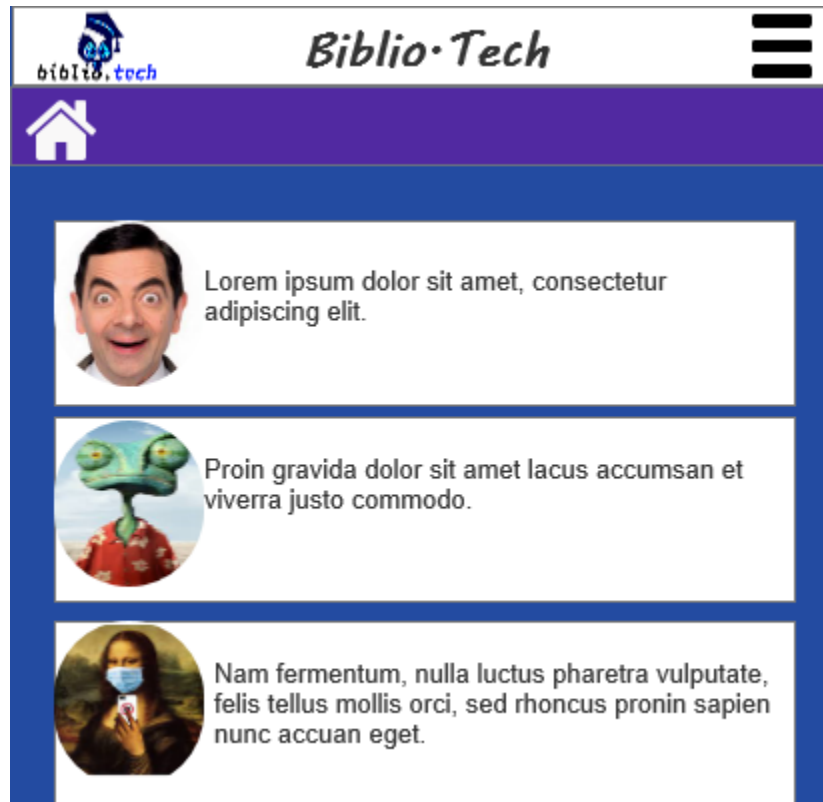 biblio.tech
Biblio·Tech
Lorem ipsum dolor sit amet, consectetur
adipiscing elit.
Proin gravida dolor sit amet lacus accumsan et
viverra justo commodo.
Nam fermentum, nulla luctus pharetra vulputate,
felis tellus mollis orci, sed rhoncus pronin sapien
nunc accuan eget.